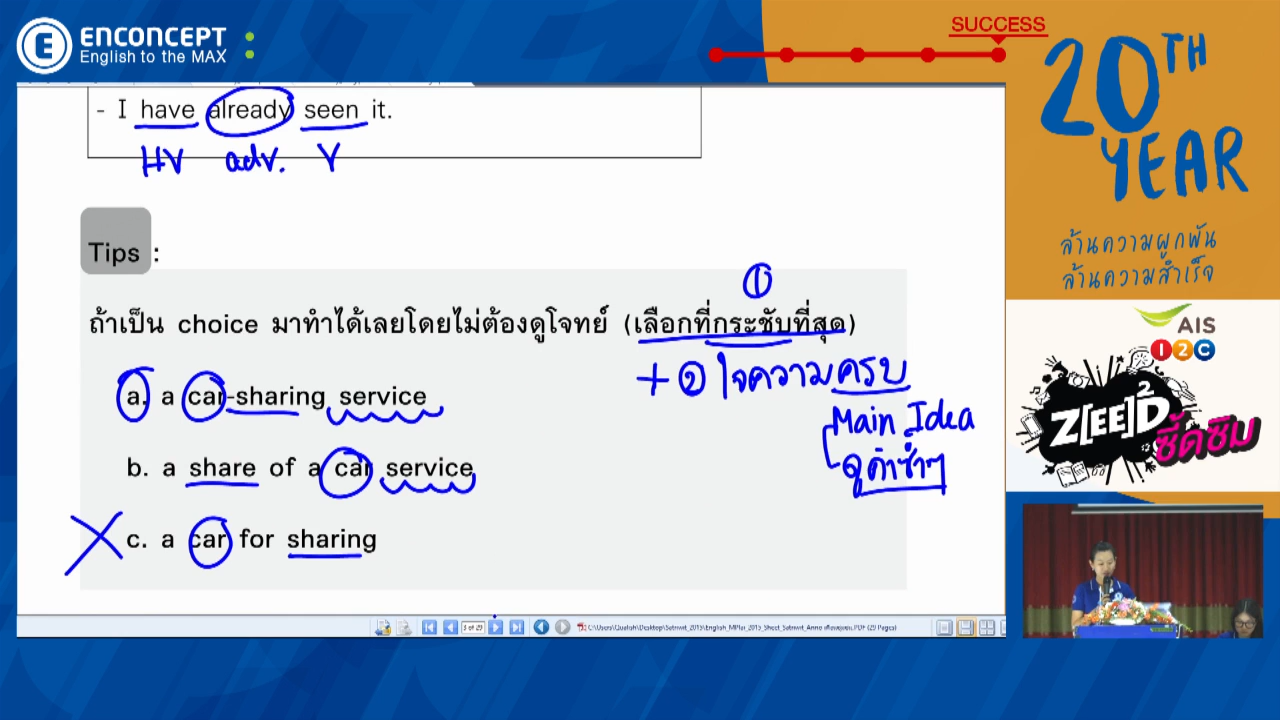 ENCONCEPT
English to the MAX
SUCCESS
20TH
YEAR
ล้านความผูกพัน
ล้านความสำเร็จ
AIS
I2C
Z[EE]D2
ซี้ดซิม
- I have already seen it.
HV adv. V
Tips :
①
ถ้าเป็น choice มาทำได้เลยโดยไม่ต้องดูโจทย์ (เลือกที่กระชับที่สุด)
+ ② ใจความครบ
a. a car-sharing service
Main Idea
b. a share of a car service
ดูคำซ้ำๆ
c. a car for sharing